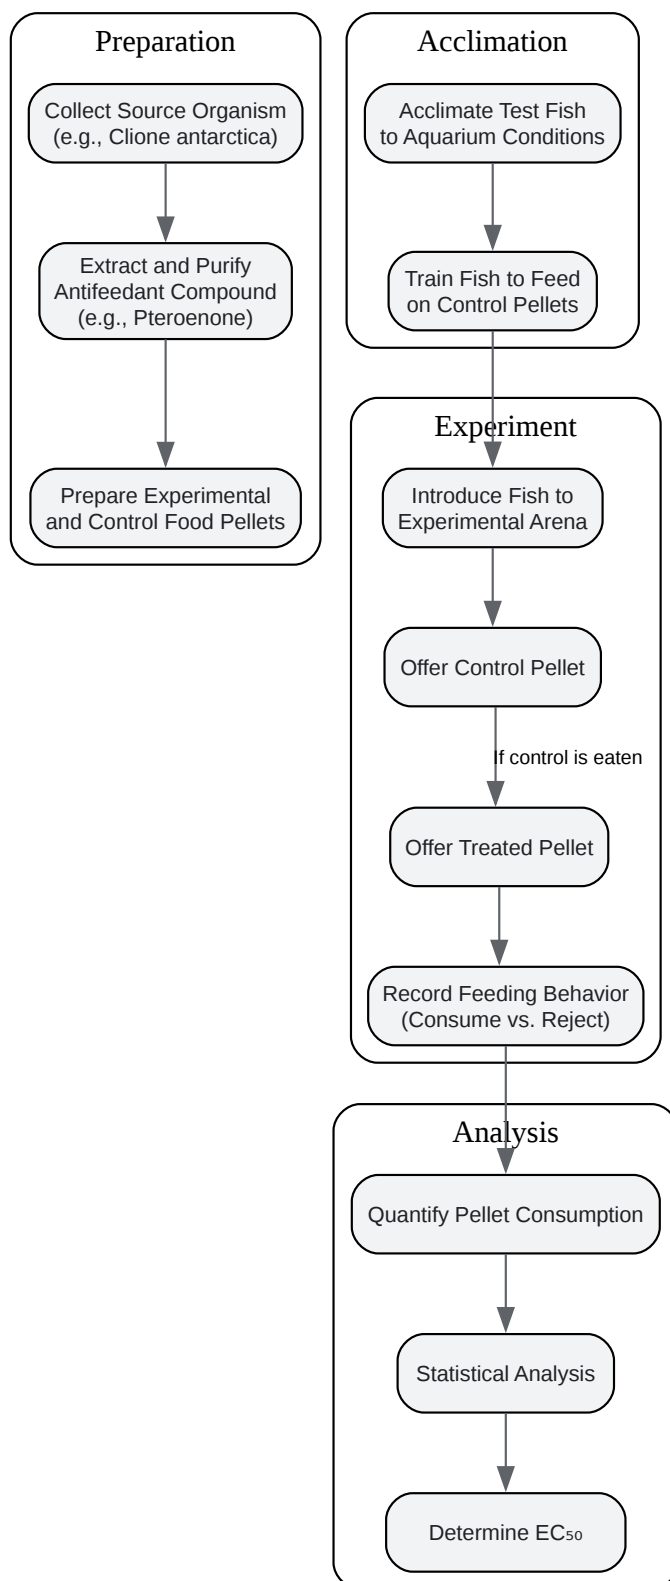 Preparation
Collect Source Organism
(e.g., Clione antarctica)
Extract and Purify
Antifeedant Compound
(e.g., Pteroenone)
Prepare Experimental
and Control Food Pellets
Acclimation
Acclimate Test Fish
to Aquarium Conditions
Train Fish to Feed
on Control Pellets
Experiment
Introduce Fish to
Experimental Arena
Offer Control Pellet
If control is eaten
Offer Treated Pellet
Record Feeding Behavior
(Consume vs. Reject)
Analysis
Quantify Pellet Consumption
Statistical Analysis
Determine EC₅₀